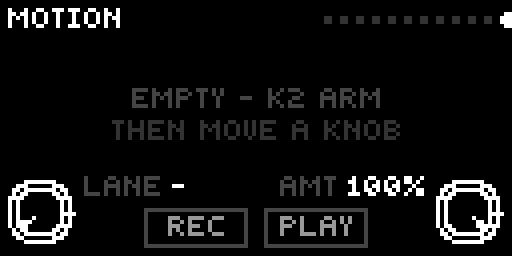 MOTION
EMPTY - K2 ARM
THEN MOVE A KNOB
LANE - AMT 100%
REC PLAY